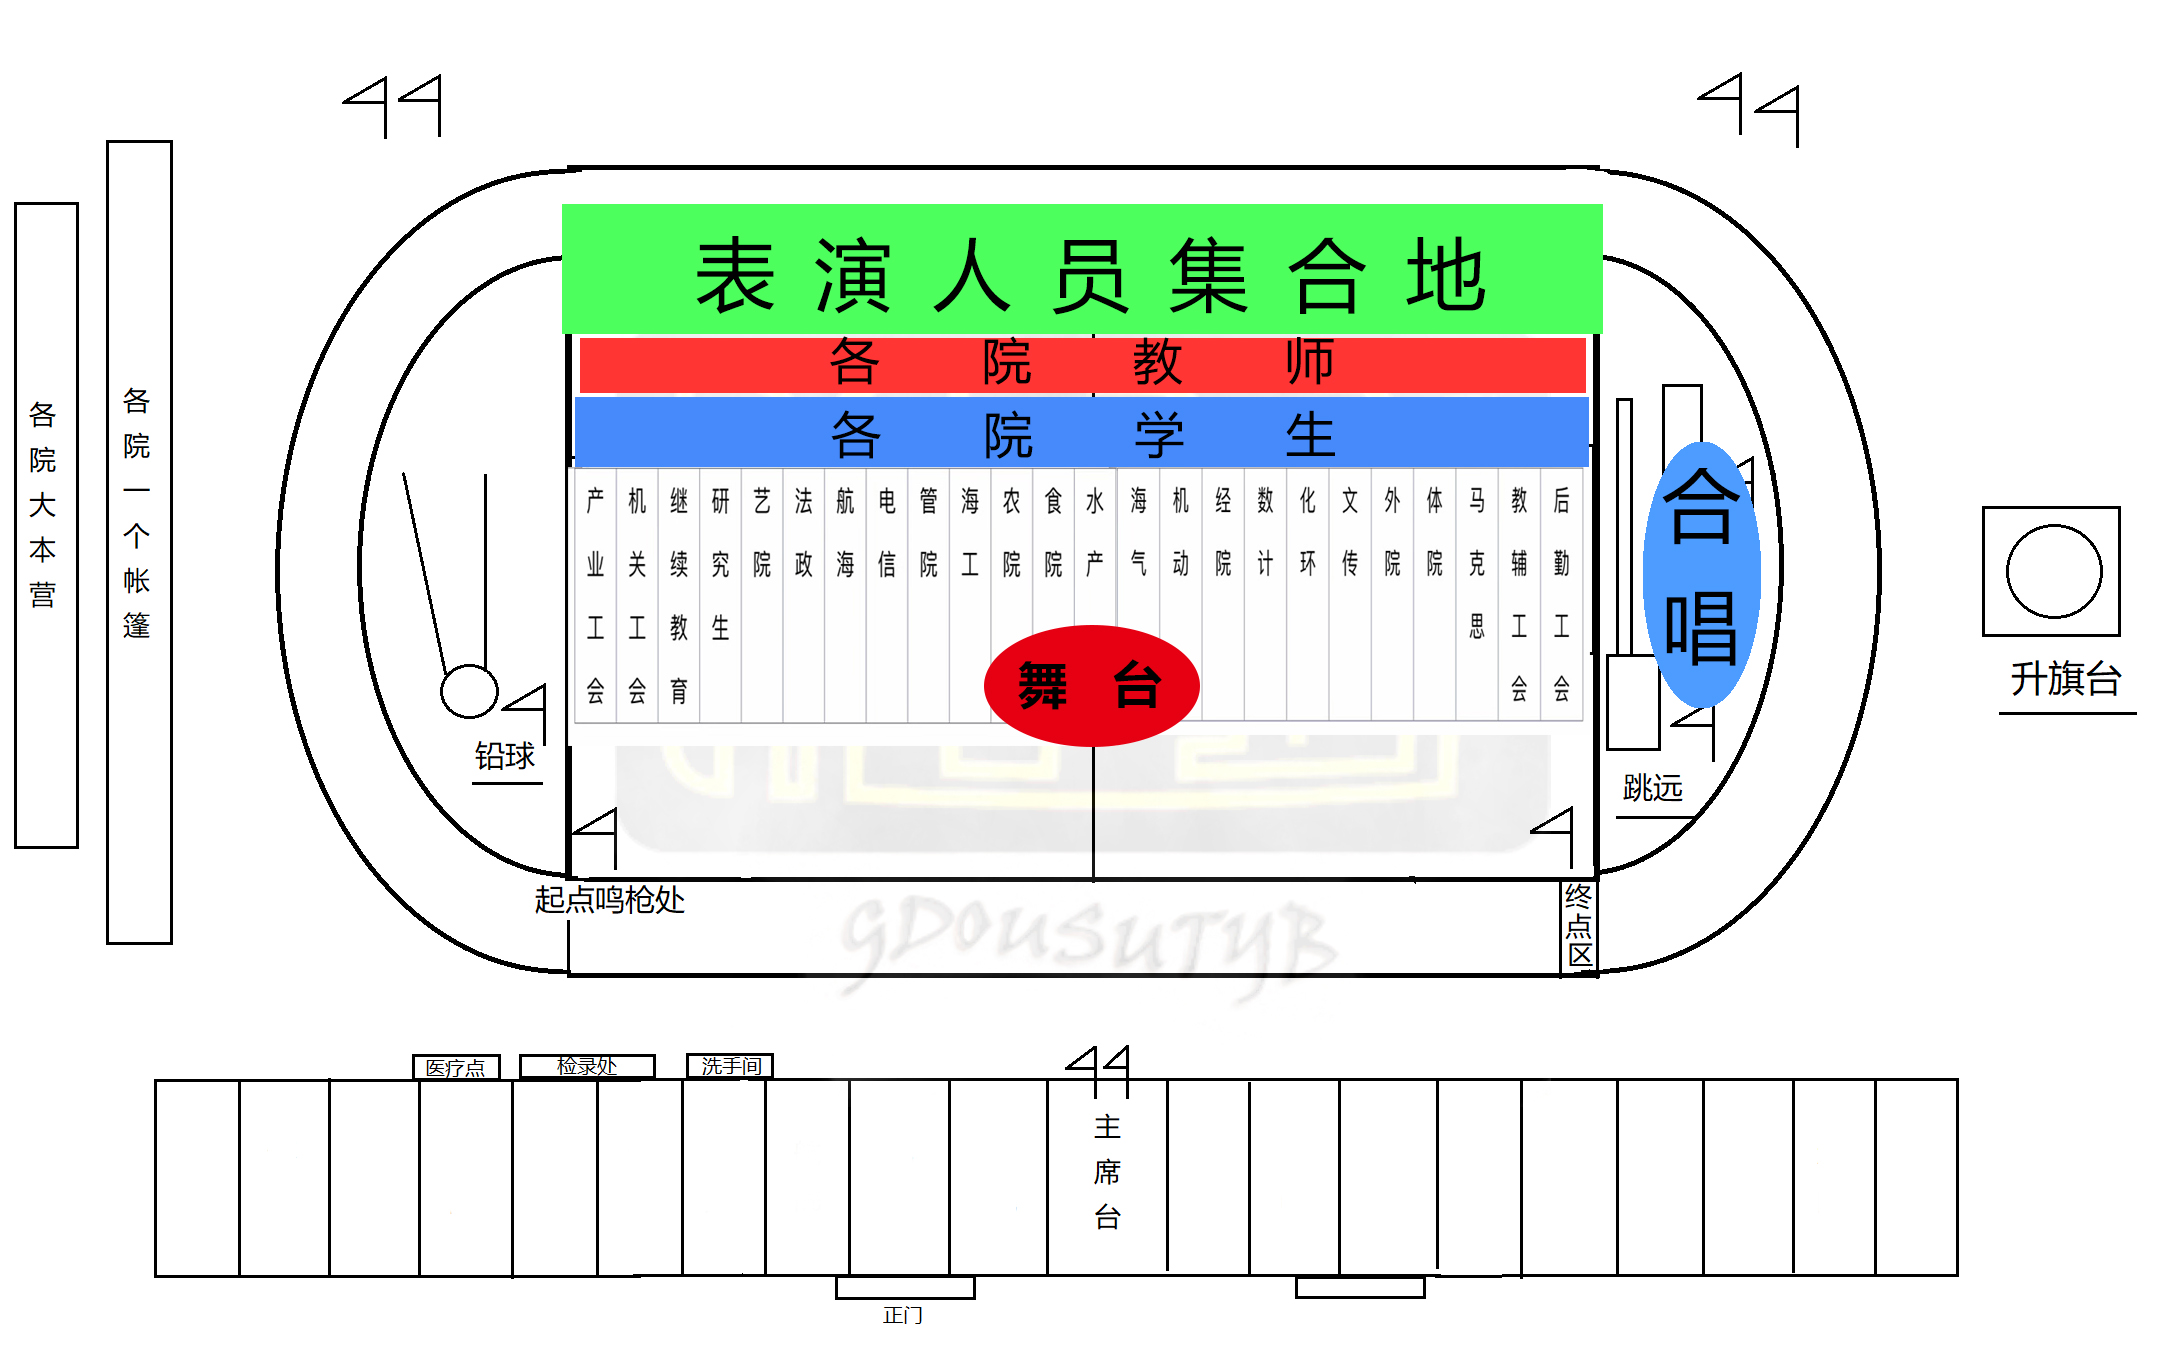 表演人员集合地
各院教师
各院学生
各院大本营
各院一个帐篷
产业工会
机关工会
继续教育
研究生
艺院
法政
航海
电信
管院
海工
农院
食院
水产
海气
机动
经院
数计
化环
文传
外院
体院
马克思
教辅工会
后勤工会
舞台
合唱
升旗台
铅球
跳远
起点鸣枪处
终点区
GDOUSUTYB
医疗点
检录处
洗手间
主席台
正门